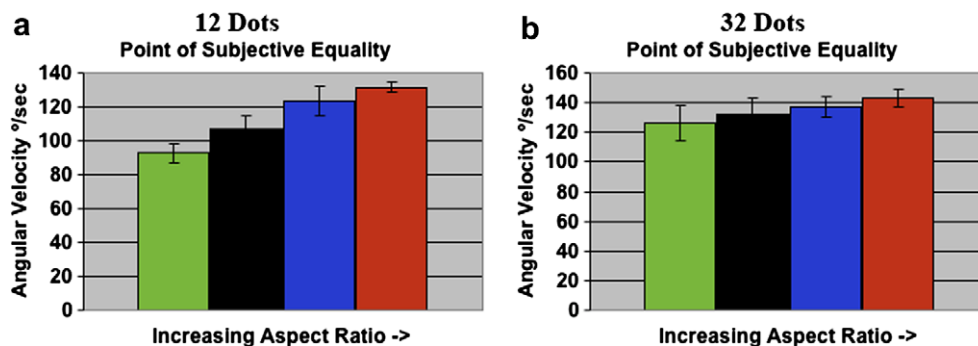 a
12 Dots
Point of Subjective Equality
Angular Velocity °/sec
140
120
100
80
60
40
20
0
Increasing Aspect Ratio ->
b
32 Dots
Point of Subjective Equality
Angular Velocity °/sec
160
140
120
100
80
60
40
20
0
Increasing Aspect Ratio ->